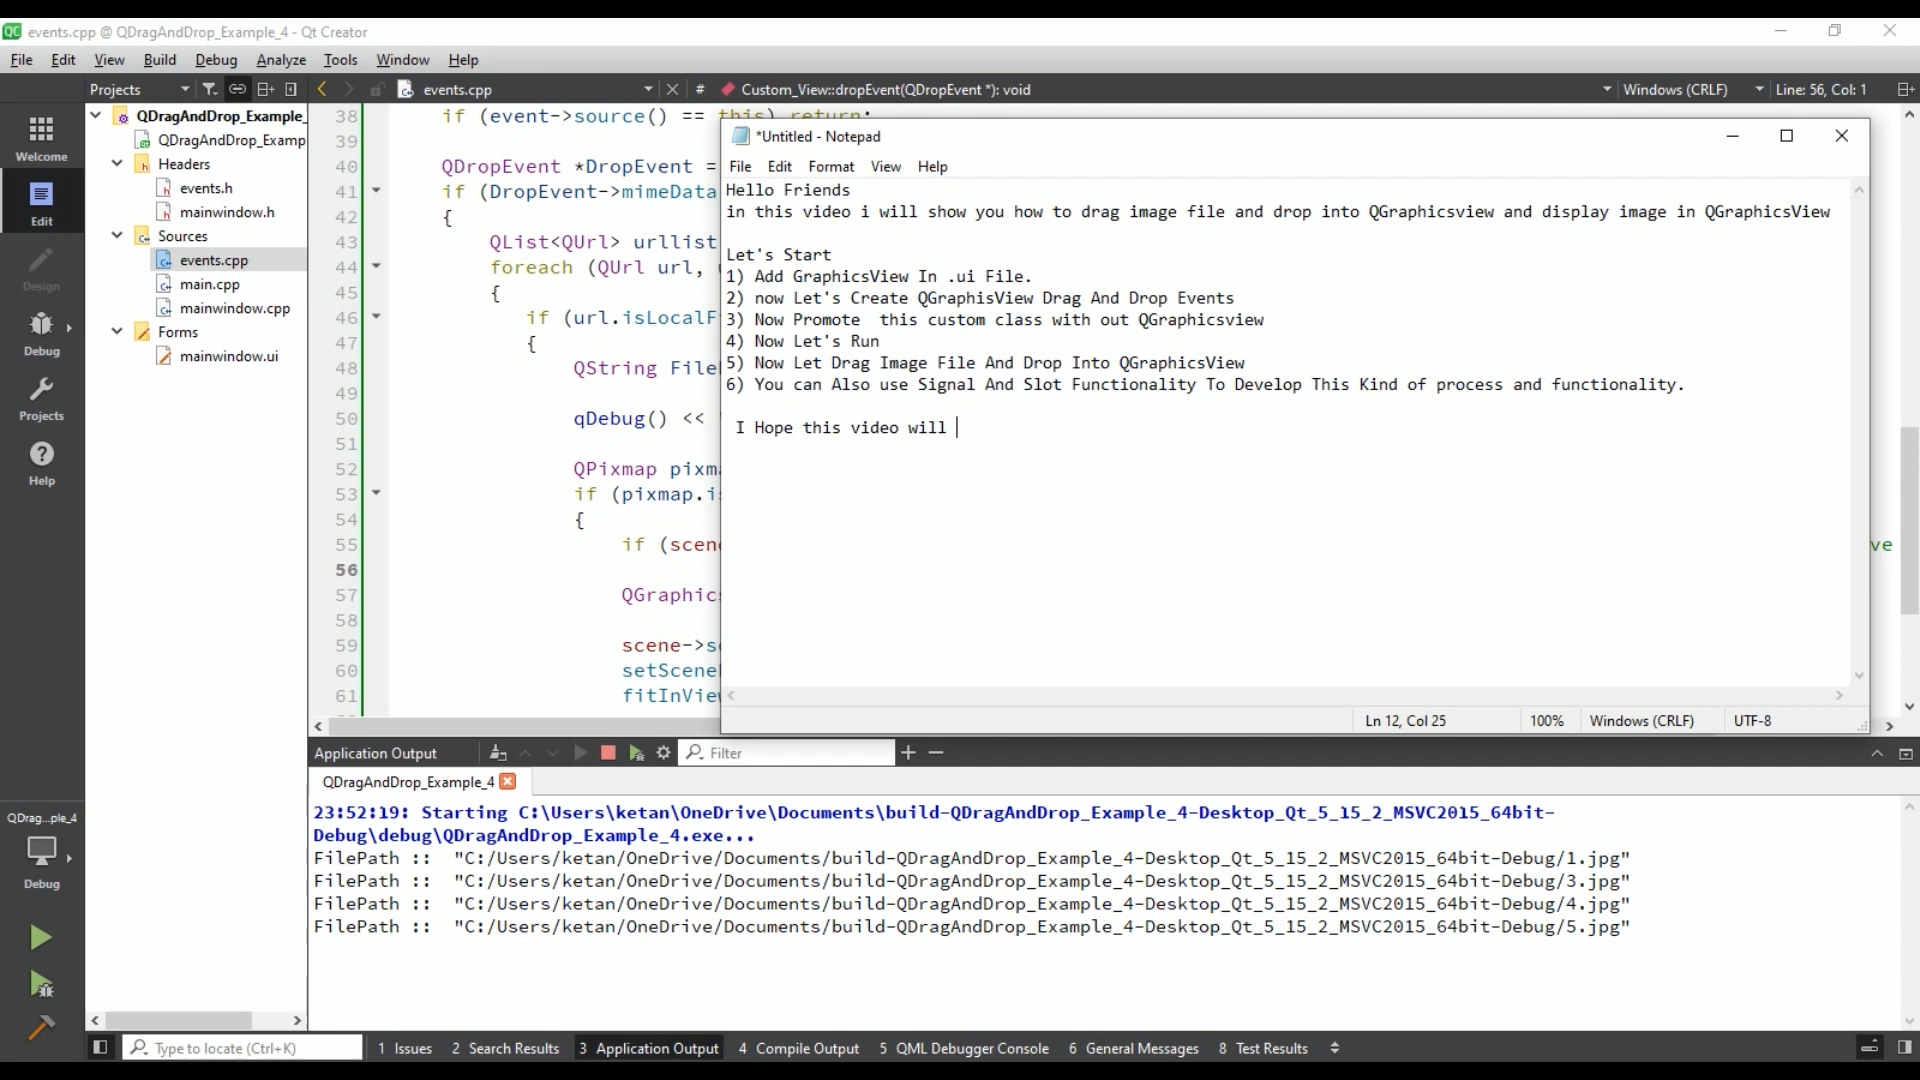 events.cpp @ QDragAndDrop_Example_4 - Qt Creator
File Edit View Build Debug Analyze Tools Window Help
Projects events.cpp # Custom_View::dropEvent(QDropEvent *): void Windows (CRLF) Line: 56, Col: 1
Welcome
Edit
Design
Debug
Projects
Help
QDrag...ple_4
Debug
QDragAndDrop_Example_
QDragAndDrop_Examp
Headers
events.h
mainwindow.h
Sources
events.cpp
main.cpp
mainwindow.cpp
Forms
mainwindow.ui
38 if (event->source() == this) return;
39
40 QDropEvent *DropEvent =
41 if (DropEvent->mimeData
42 {
43 QList<QUrl> urllist
44 foreach (QUrl url,
45 {
46 if (url.isLocalF
47 {
48 QString File
49
50 qDebug() <<
51
52 QPixmap pixm
53 if (pixmap.i
54 {
55 if (scen
ve
56
57 QGraphic
58
59 scene->s
60 setScene
61 fitInVie
*Untitled - Notepad
File Edit Format View Help
Hello Friends
in this video i will show you how to drag image file and drop into QGraphicsview and display image in QGraphicsView
Let's Start
1) Add GraphicsView In .ui File.
2) now Let's Create QGraphisView Drag And Drop Events
3) Now Promote  this custom class with out QGraphicsview
4) Now Let's Run
5) Now Let Drag Image File And Drop Into QGraphicsView
6) You can Also use Signal And Slot Functionality To Develop This Kind of process and functionality.
I Hope this video will
Ln 12, Col 25 100% Windows (CRLF) UTF-8
Application Output Filter
QDragAndDrop_Example_4
23:52:19: Starting C:\Users\ketan\OneDrive\Documents\build-QDragAndDrop_Example_4-Desktop_Qt_5_15_2_MSVC2015_64bit-
Debug\debug\QDragAndDrop_Example_4.exe...
FilePath ::  "C:/Users/ketan/OneDrive/Documents/build-QDragAndDrop_Example_4-Desktop_Qt_5_15_2_MSVC2015_64bit-Debug/1.jpg"
FilePath ::  "C:/Users/ketan/OneDrive/Documents/build-QDragAndDrop_Example_4-Desktop_Qt_5_15_2_MSVC2015_64bit-Debug/3.jpg"
FilePath ::  "C:/Users/ketan/OneDrive/Documents/build-QDragAndDrop_Example_4-Desktop_Qt_5_15_2_MSVC2015_64bit-Debug/4.jpg"
FilePath ::  "C:/Users/ketan/OneDrive/Documents/build-QDragAndDrop_Example_4-Desktop_Qt_5_15_2_MSVC2015_64bit-Debug/5.jpg"
Type to locate (Ctrl+K) 1 Issues 2 Search Results 3 Application Output 4 Compile Output 5 QML Debugger Console 6 General Messages 8 Test Results